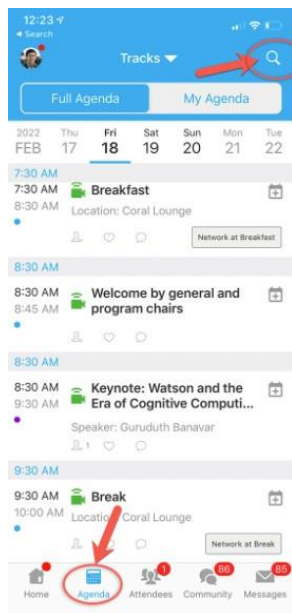 12:23
Search
Tracks
Full Agenda My Agenda
2022 Thu Fri Sat Sun Mon Tue
FEB 17 18 19 20 21 22
7:30 AM
7:30 AM Breakfast
8:30 AM Location: Coral Lounge
Network at Breakfast
8:30 AM
8:30 AM Welcome by general and
8:45 AM program chairs
8:30 AM
8:30 AM Keynote: Watson and the
9:30 AM Era of Cognitive Computi...
Speaker: Guruduth Banavar
1
9:30 AM
9:30 AM Break
10:00 AM Location: Coral Lounge
Network at Break
1 86 85
Home Agenda Attendees Community Messages